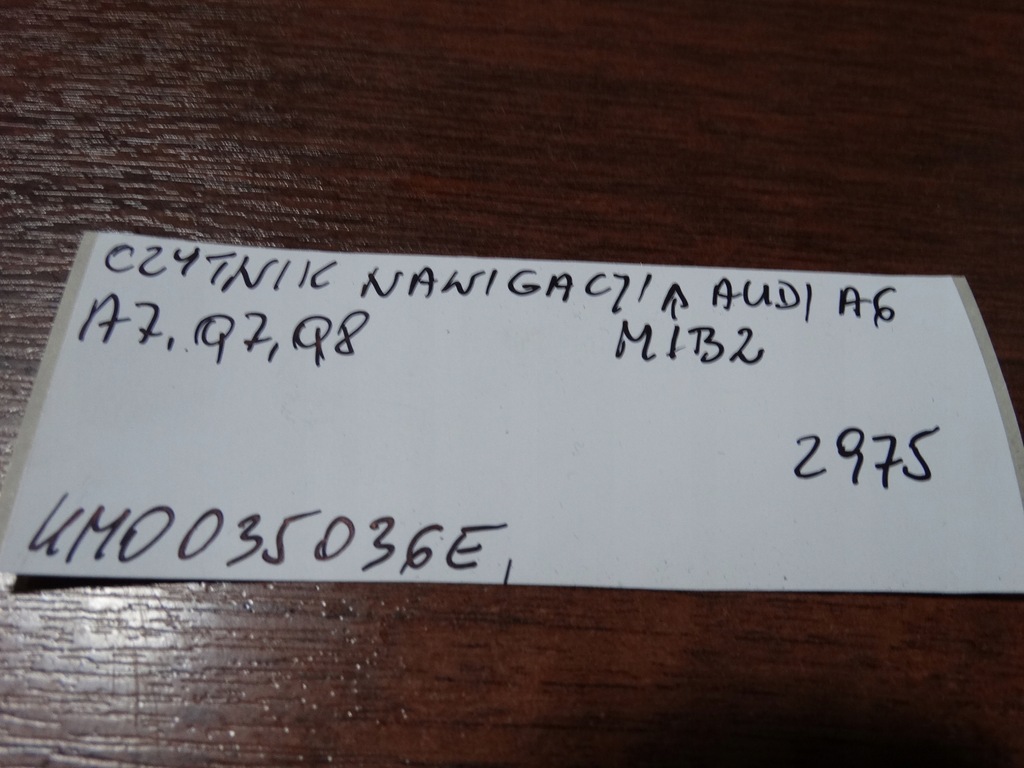 CZYTNIK NAWIGACJI ↑ AUDI A6
A7, Q7, Q8
MIB2
2975
4M0035036E,